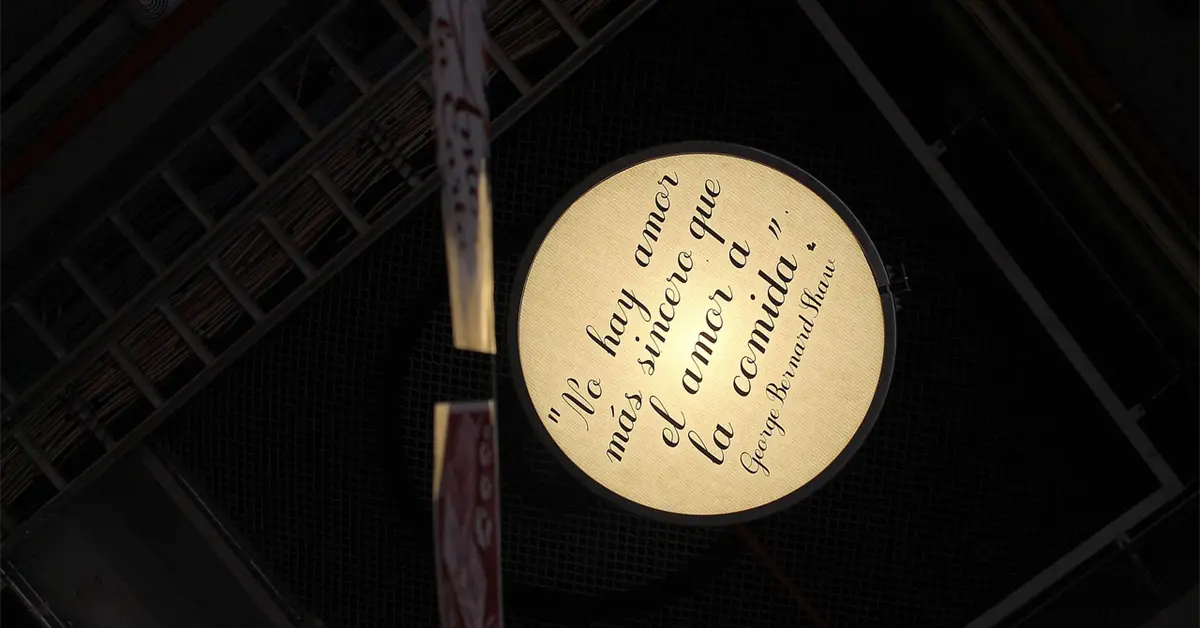 "No hay amor
más sincero que
el amor a
la comida".
George Bernard Shaw